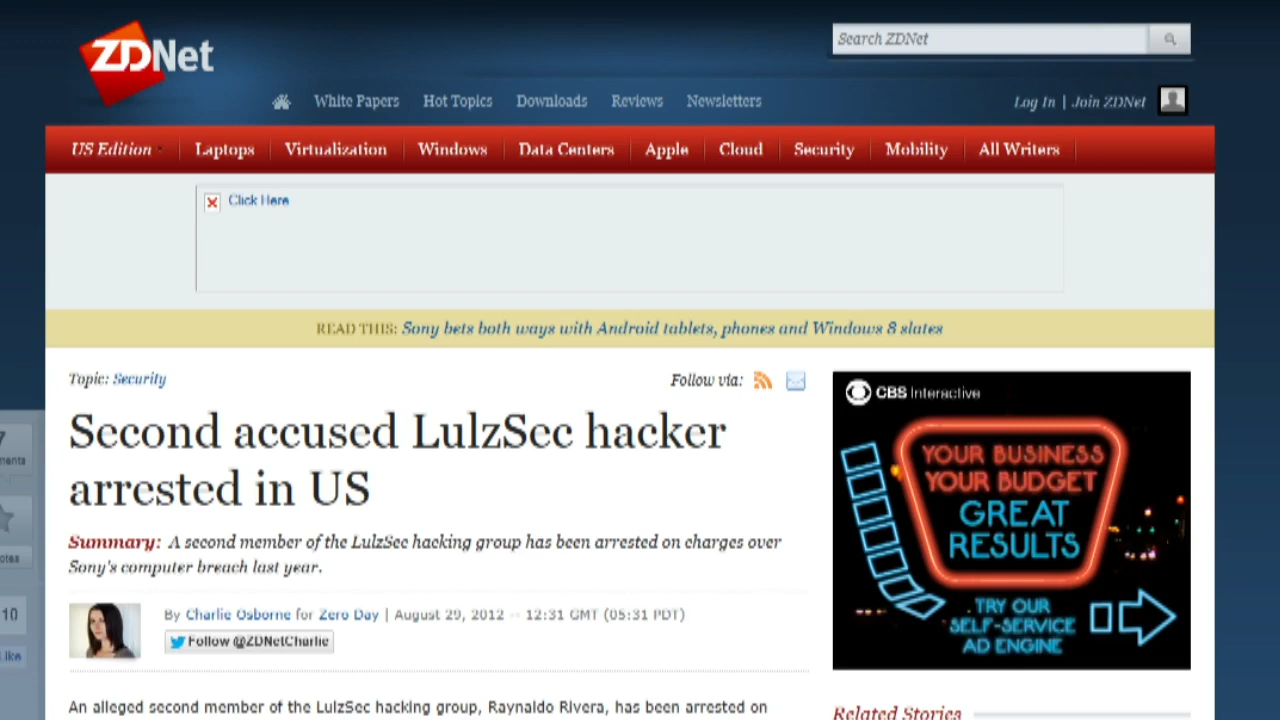 ZDNet
Search ZDNet
White Papers Hot Topics Downloads Reviews Newsletters
Log In | Join ZDNet
US Edition Laptops Virtualization Windows Data Centers Apple Cloud Security Mobility All Writers
Click Here
READ THIS: Sony bets both ways with Android tablets, phones and Windows 8 slates
Topic: Security
Follow via:
Second accused LulzSec hacker
arrested in US
Summary: A second member of the LulzSec hacking group has been arrested on charges over
Sony's computer breach last year.
By Charlie Osborne for Zero Day | August 29, 2012 -- 12:31 GMT (05:31 PDT)
Follow @ZDNetCharlie
An alleged second member of the LulzSec hacking group, Raynaldo Rivera, has been arrested on
10
Like
CBS Interactive
YOUR BUSINESS
YOUR BUDGET
GREAT
RESULTS
TRY OUR
SELF-SERVICE
AD ENGINE
Related Stories